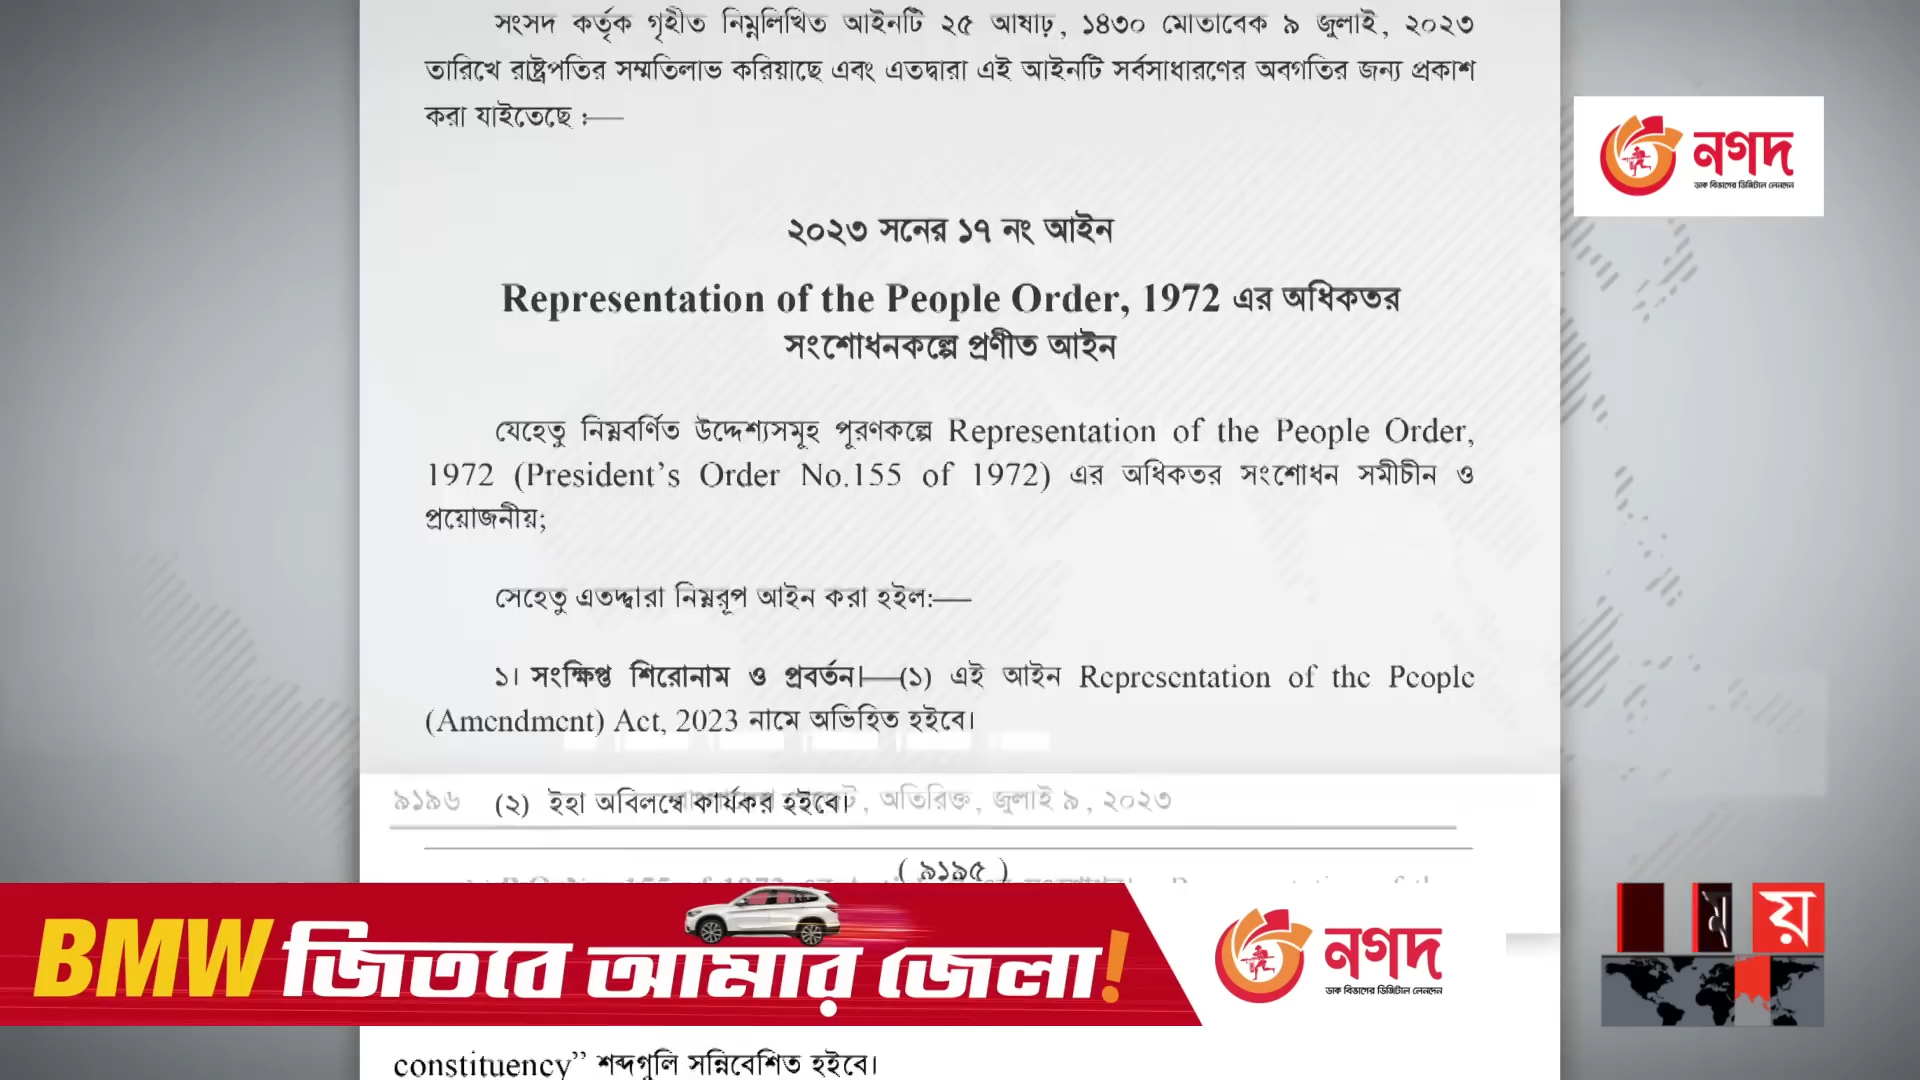 সংসদ কর্তৃক গৃহীত নিম্নলিখিত আইনটি ২৫ আষাঢ়, ১৪৩০ মোতাবেক ৯ জুলাই, ২০২৩
তারিখে রাষ্ট্রপতির সম্মতিলাভ করিয়াছে এবং এতদ্বারা এই আইনটি সর্বসাধারণের অবগতির জন্য প্রকাশ
করা যাইতেছে :—
নগদ
ডাক বিভাগের ডিজিটাল লেনদেন
২০২৩ সনের ১৭ নং আইন
Representation of the People Order, 1972 এর অধিকতর
সংশোধনকল্পে প্রণীত আইন
যেহেতু নিম্নবর্ণিত উদ্দেশ্যসমূহ পূরণকল্পে Representation of the People Order,
1972 (President’s Order No.155 of 1972) এর অধিকতর সংশোধন সমীচীন ও
প্রয়োজনীয়;
সেহেতু এতদ্দ্বারা নিম্নরূপ আইন করা হইল:—
১। সংক্ষিপ্ত শিরোনাম ও প্রবর্তন।—(১) এই আইন Representation of the People
(Amendment) Act, 2023 নামে অভিহিত হইবে।
৯১৯৬ অতিরিক্ত, জুলাই ৯, ২০২৩
(২) ইহা অবিলম্বে কার্যকর হইবে।
( ৯১৯৫ )
BMW জিতবে আমার জেলা!
নগদ
ডাক বিভাগের ডিজিটাল লেনদেন
ময়
constituency” শব্দগুলি সন্নিবেশিত হইবে।